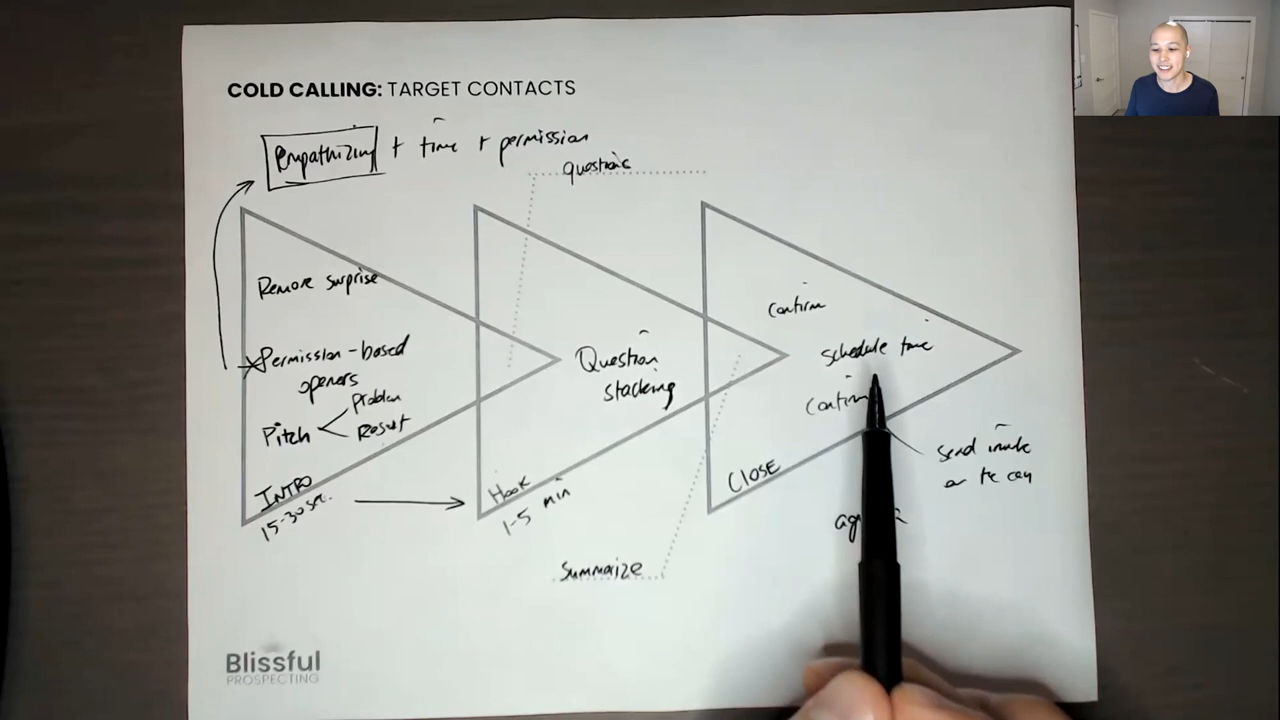 COLD CALLING: TARGET CONTACTS
Empathizing + time + permission
questions
Remove surprise
Permission-based
openers
Pitch
Problem
Result
INTRO
15-30 sec.
Question
stacking
Hook
1-5 min
Summarize
confirm
schedule time
confirm
CLOSE
send invite
on the call
Blissful
PROSPECTING